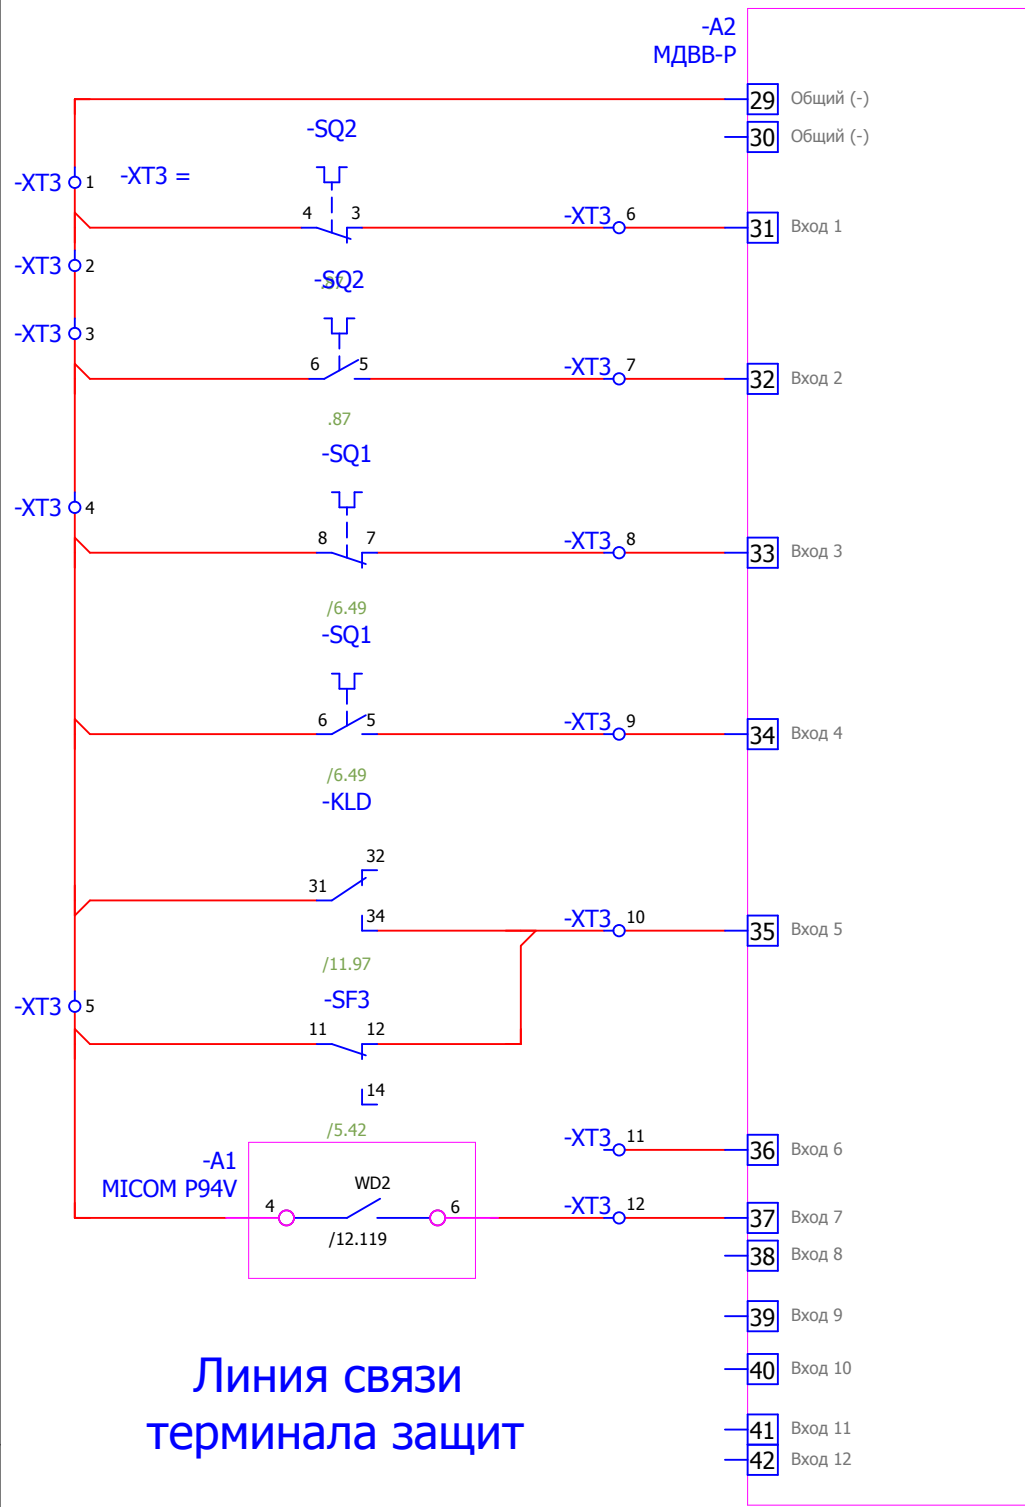 -A2
МДВВ-Р
29 Общий (-)
-SQ2
30 Общий (-)
-XT3 1
-XT3 =
4 3
-XT3 6
31 Вход 1
-XT3 2
-SQ2
.87
-XT3 3
6 5
-XT3 7
32 Вход 2
.87
-SQ1
-XT3 4
8 7
-XT3 8
33 Вход 3
/6.49
-SQ1
6 5
-XT3 9
34 Вход 4
/6.49
-KLD
32
31
34
-XT3 10
35 Вход 5
/11.97
-XT3 5
-SF3
11 12
14
/5.42
-XT3 11
36 Вход 6
-A1
MICOM P94V
WD2
4 6
/12.119
-XT3 12
37 Вход 7
38 Вход 8
39 Вход 9
40 Вход 10
41 Вход 11
42 Вход 12
Линия связи
терминала защит